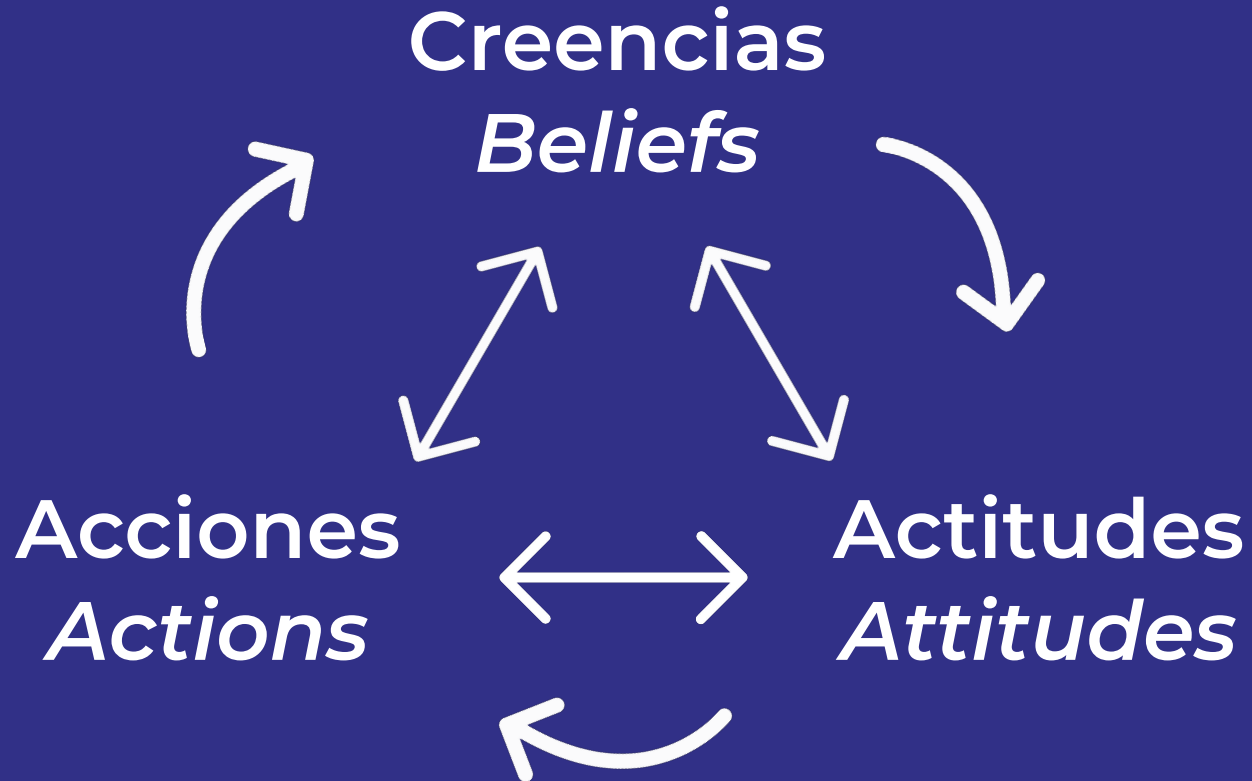 Creencias
Beliefs
Acciones
Actions
Actitudes
Attitudes